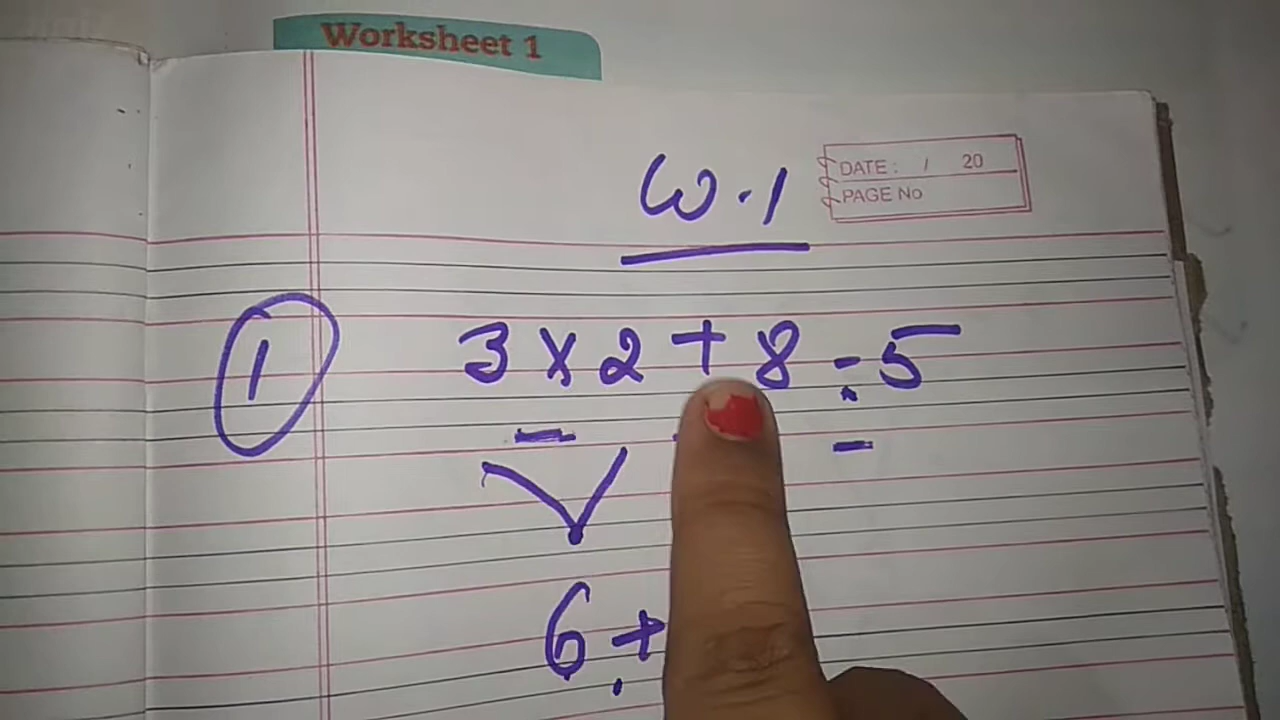 Worksheet 1
W.1
DATE: / 20
PAGE No
1 3 × 2 + 8 - 5
6 +